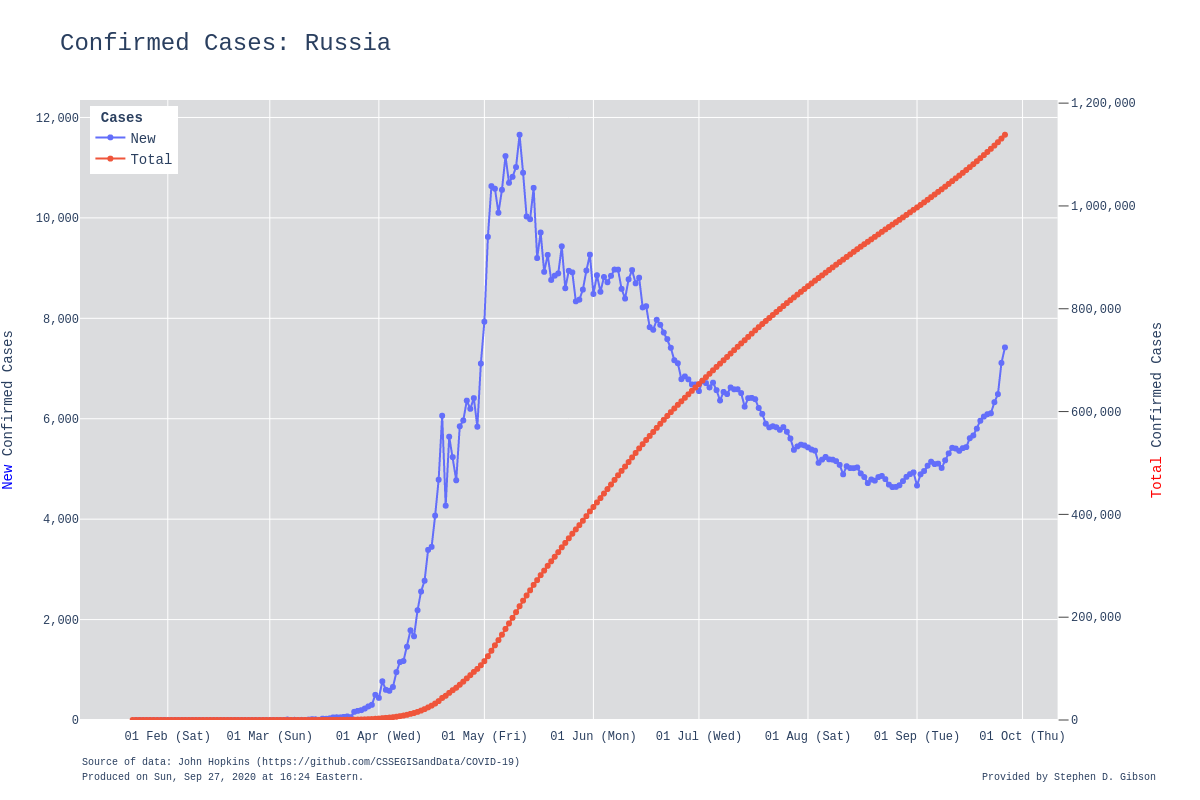 Confirmed Cases: Russia
Cases
New
Total
12,000
10,000
8,000
6,000
4,000
2,000
0
New Confirmed Cases
1,200,000
1,000,000
800,000
600,000
400,000
200,000
0
Total Confirmed Cases
01 Feb (Sat) 01 Mar (Sun) 01 Apr (Wed) 01 May (Fri) 01 Jun (Mon) 01 Jul (Wed) 01 Aug (Sat) 01 Sep (Tue) 01 Oct (Thu)
Source of data: John Hopkins (https://github.com/CSSEGISandData/COVID-19)
Produced on Sun, Sep 27, 2020 at 16:24 Eastern.
Provided by Stephen D. Gibson